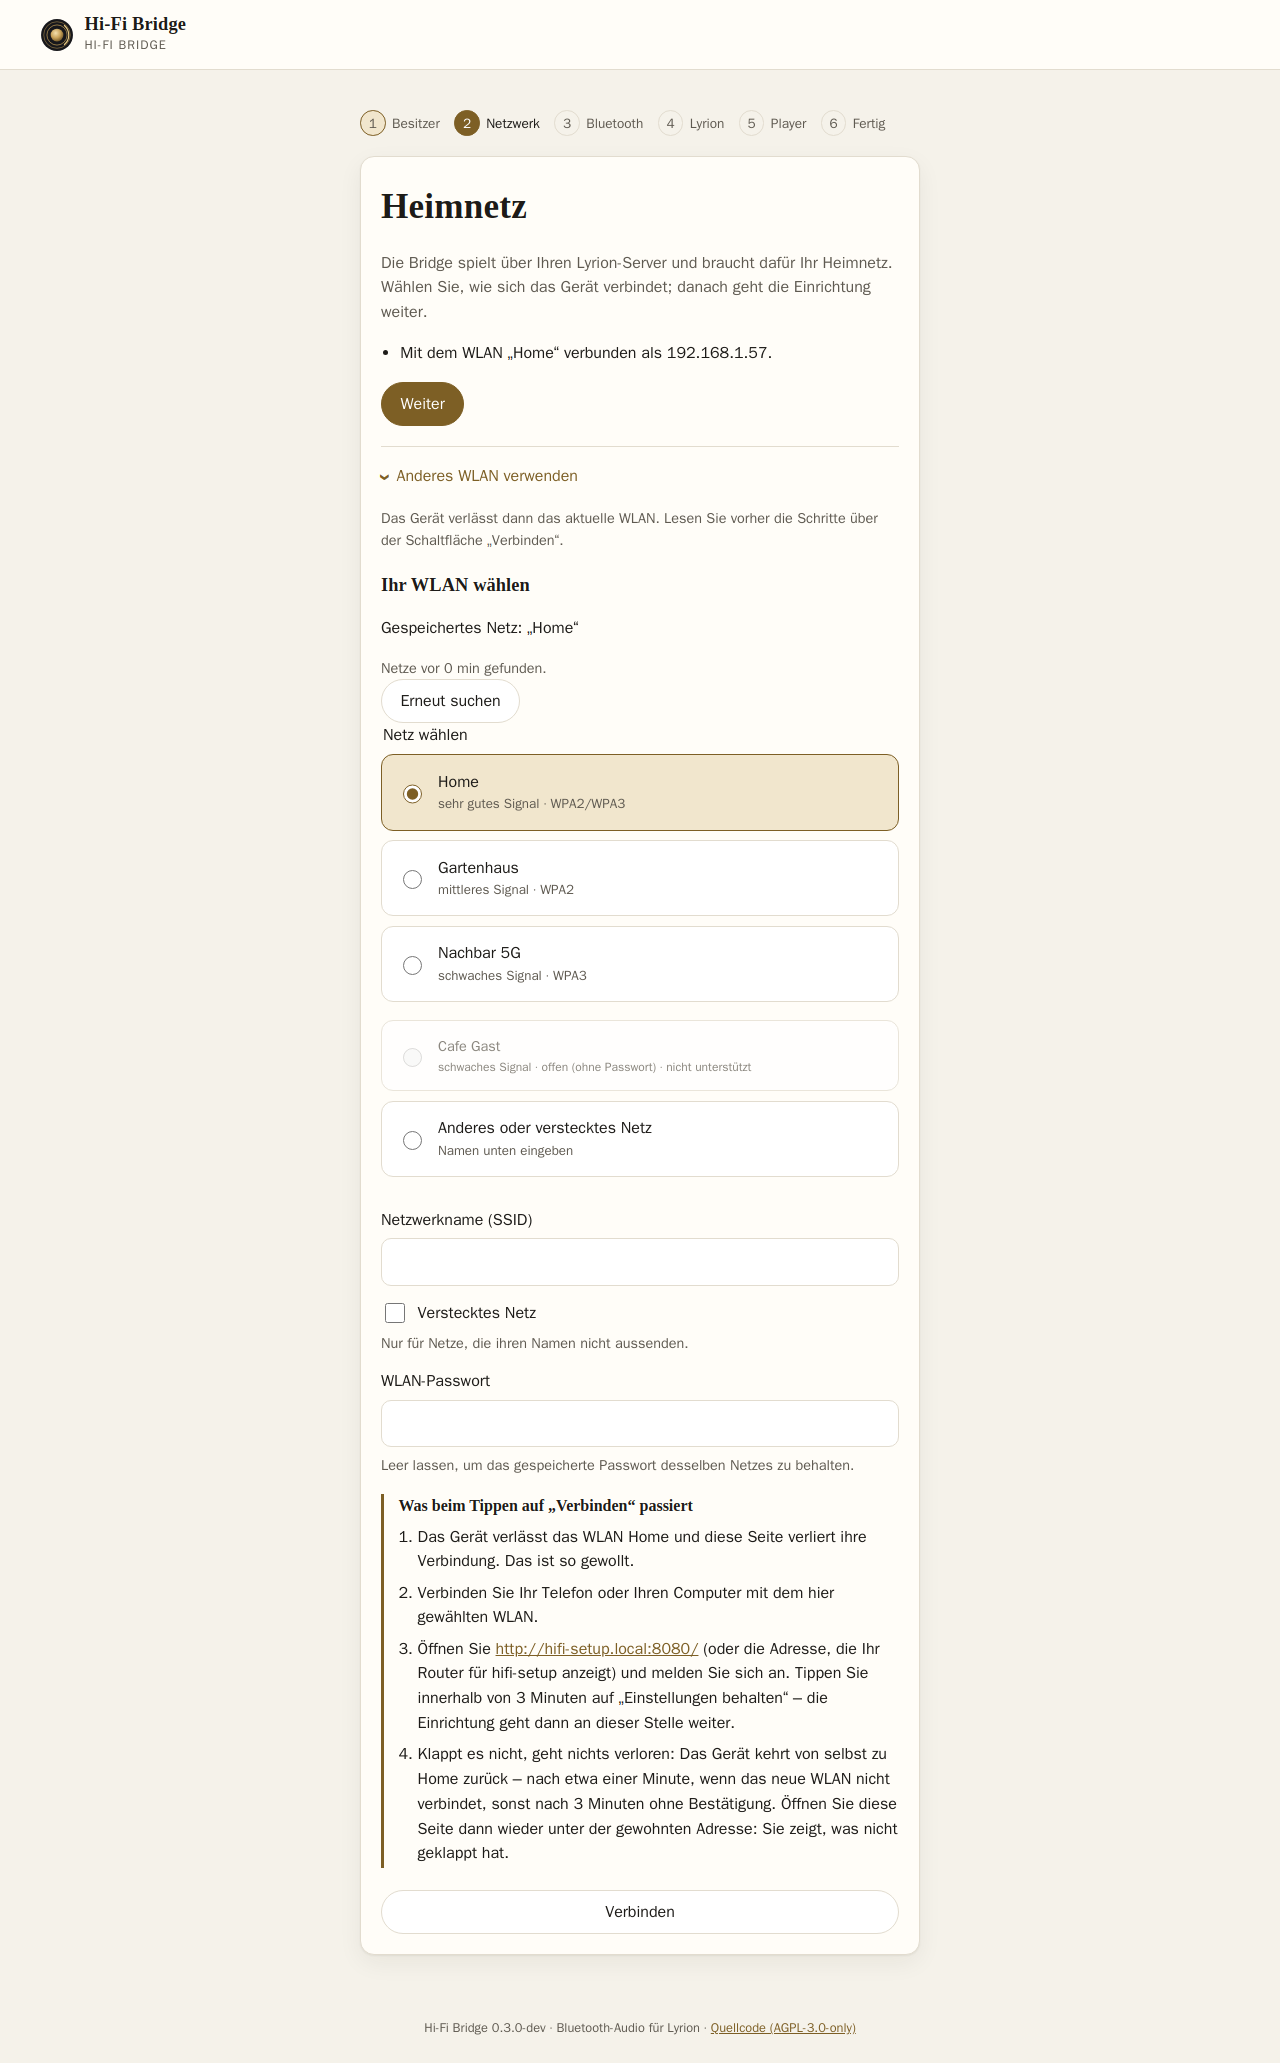 Hi-Fi Bridge
HI-FI BRIDGE
1 Besitzer 2 Netzwerk 3 Bluetooth 4 Lyrion 5 Player 6 Fertig
Heimnetz
Die Bridge spielt über Ihren Lyrion-Server und braucht dafür Ihr Heimnetz.
Wählen Sie, wie sich das Gerät verbindet; danach geht die Einrichtung
weiter.
• Mit dem WLAN „Home“ verbunden als 192.168.1.57.
Weiter
Anderes WLAN verwenden
Das Gerät verlässt dann das aktuelle WLAN. Lesen Sie vorher die Schritte über
der Schaltfläche „Verbinden“.
Ihr WLAN wählen
Gespeichertes Netz: „Home“
Netze vor 0 min gefunden.
Erneut suchen
Netz wählen
Home
sehr gutes Signal · WPA2/WPA3
Gartenhaus
mittleres Signal · WPA2
Nachbar 5G
schwaches Signal · WPA3
Cafe Gast
schwaches Signal · offen (ohne Passwort) · nicht unterstützt
Anderes oder verstecktes Netz
Namen unten eingeben
Netzwerkname (SSID)
Verstecktes Netz
Nur für Netze, die ihren Namen nicht aussenden.
WLAN-Passwort
Leer lassen, um das gespeicherte Passwort desselben Netzes zu behalten.
Was beim Tippen auf „Verbinden“ passiert
1. Das Gerät verlässt das WLAN Home und diese Seite verliert ihre
Verbindung. Das ist so gewollt.
2. Verbinden Sie Ihr Telefon oder Ihren Computer mit dem hier
gewählten WLAN.
3. Öffnen Sie http://hifi-setup.local:8080/ (oder die Adresse, die Ihr
Router für hifi-setup anzeigt) und melden Sie sich an. Tippen Sie
innerhalb von 3 Minuten auf „Einstellungen behalten“ – die
Einrichtung geht dann an dieser Stelle weiter.
4. Klappt es nicht, geht nichts verloren: Das Gerät kehrt von selbst zu
Home zurück – nach etwa einer Minute, wenn das neue WLAN nicht
verbindet, sonst nach 3 Minuten ohne Bestätigung. Öffnen Sie diese
Seite dann wieder unter der gewohnten Adresse: Sie zeigt, was nicht
geklappt hat.
Verbinden
Hi-Fi Bridge 0.3.0-dev · Bluetooth-Audio für Lyrion · Quellcode (AGPL-3.0-only)